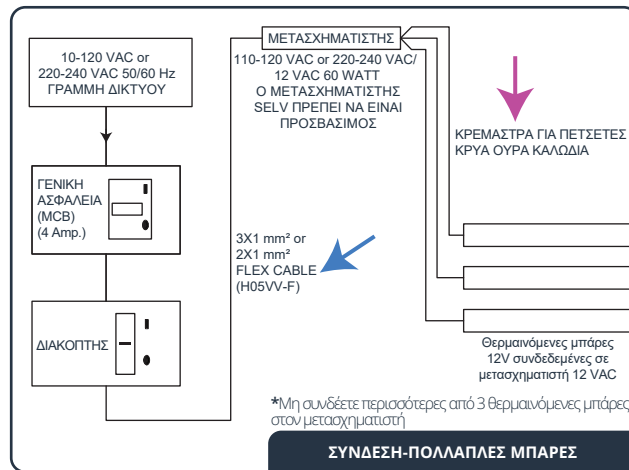 10-120 VAC or
220-240 VAC 50/60 Hz
ΓΡΑΜΜΗ ΔΙΚΤΥΟΥ
ΓΕΝΙΚΗ
ΑΣΦΑΛΕΙΑ
(MCB)
(4 Amp.)
ΔΙΑΚΟΠΤΗΣ
ΜΕΤΑΣΧΗΜΑΤΙΣΤΗΣ
110-120 VAC or 220-240 VAC/
12 VAC 60 WATT
Ο ΜΕΤΑΣΧΗΜΑΤΙΣΤΗΣ
SELV ΠΡΕΠΕΙ ΝΑ ΕΙΝΑΙ
ΠΡΟΣΒΑΣΙΜΟΣ
3X1 mm² or
2X1 mm²
FLEX CABLE
(H05VV-F)
ΚΡΕΜΑΣΤΡΑ ΓΙΑ ΠΕΤΣΕΤΕΣ
ΚΡΥΑ ΟΥΡΑ ΚΑΛΩΔΙΑ
Θερμαινόμενες μπάρες
12V συνδεδεμένες σε
μετασχηματιστή 12 VAC
*Μη συνδέετε περισσότερες από 3 θερμαινόμενες μπάρες
στον μετασχηματιστή
ΣΥΝΔΕΣΗ-ΠΟΛΛΑΠΛΕΣ ΜΠΑΡΕΣ